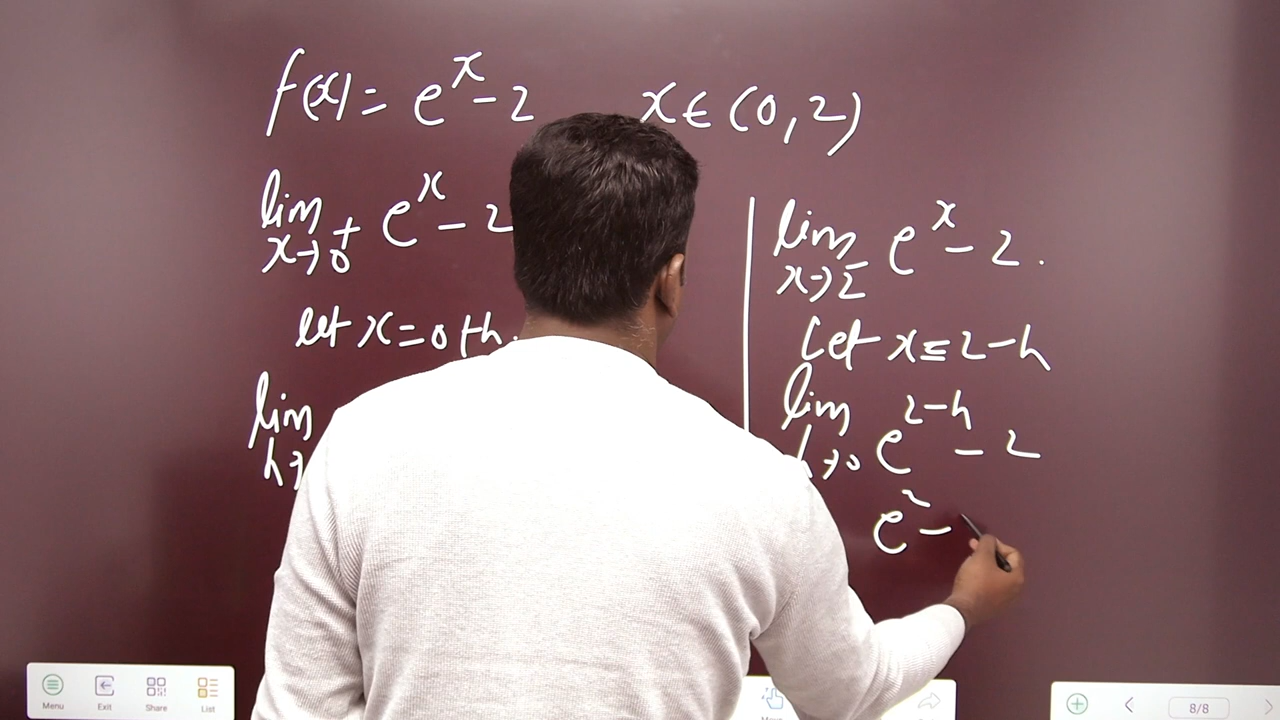 f(x) = e^x - 2 x ∈ (0, 2)
lim x→0+ e^x - 2
let x = 0 + h.
lim h→
lim x→2- e^x - 2.
Let x = 2 - h
lim h→0 e^2-h - 2
e^2 -
Menu Exit Share List
8/8